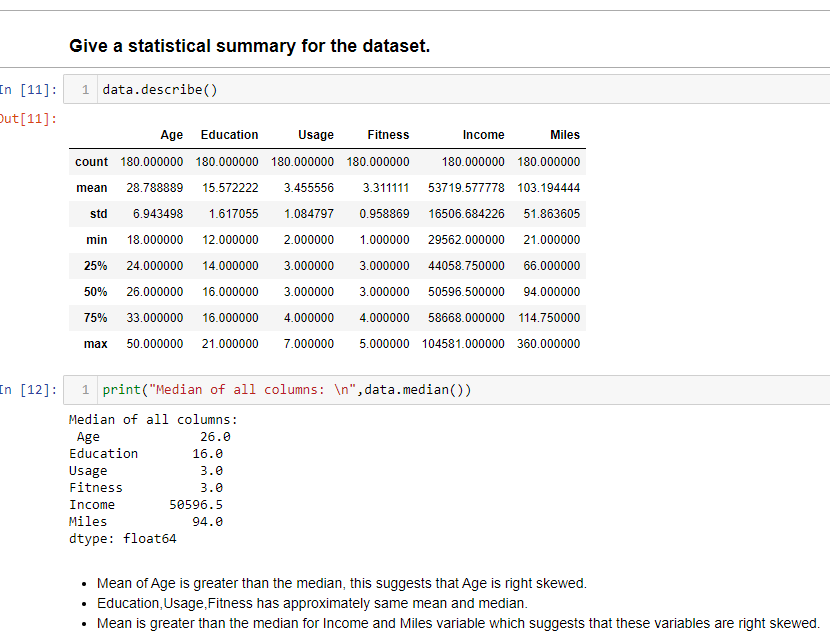 Give a statistical summary for the dataset.
In [11]: 1 data.describe()
Out[11]:
Age Education Usage Fitness Income Miles
count 180.000000 180.000000 180.000000 180.000000 180.000000 180.000000
mean 28.788889 15.572222 3.455556 3.311111 53719.577778 103.194444
std 6.943498 1.617055 1.084797 0.958869 16506.684226 51.863605
min 18.000000 12.000000 2.000000 1.000000 29562.000000 21.000000
25% 24.000000 14.000000 3.000000 3.000000 44058.750000 66.000000
50% 26.000000 16.000000 3.000000 3.000000 50596.500000 94.000000
75% 33.000000 16.000000 4.000000 4.000000 58668.000000 114.750000
max 50.000000 21.000000 7.000000 5.000000 104581.000000 360.000000
In [12]: 1 print("Median of all columns: \n",data.median())
Median of all columns:
Age 26.0
Education 16.0
Usage 3.0
Fitness 3.0
Income 50596.5
Miles 94.0
dtype: float64
• Mean of Age is greater than the median, this suggests that Age is right skewed.
• Education,Usage,Fitness has approximately same mean and median.
• Mean is greater than the median for Income and Miles variable which suggests that these variables are right skewed.